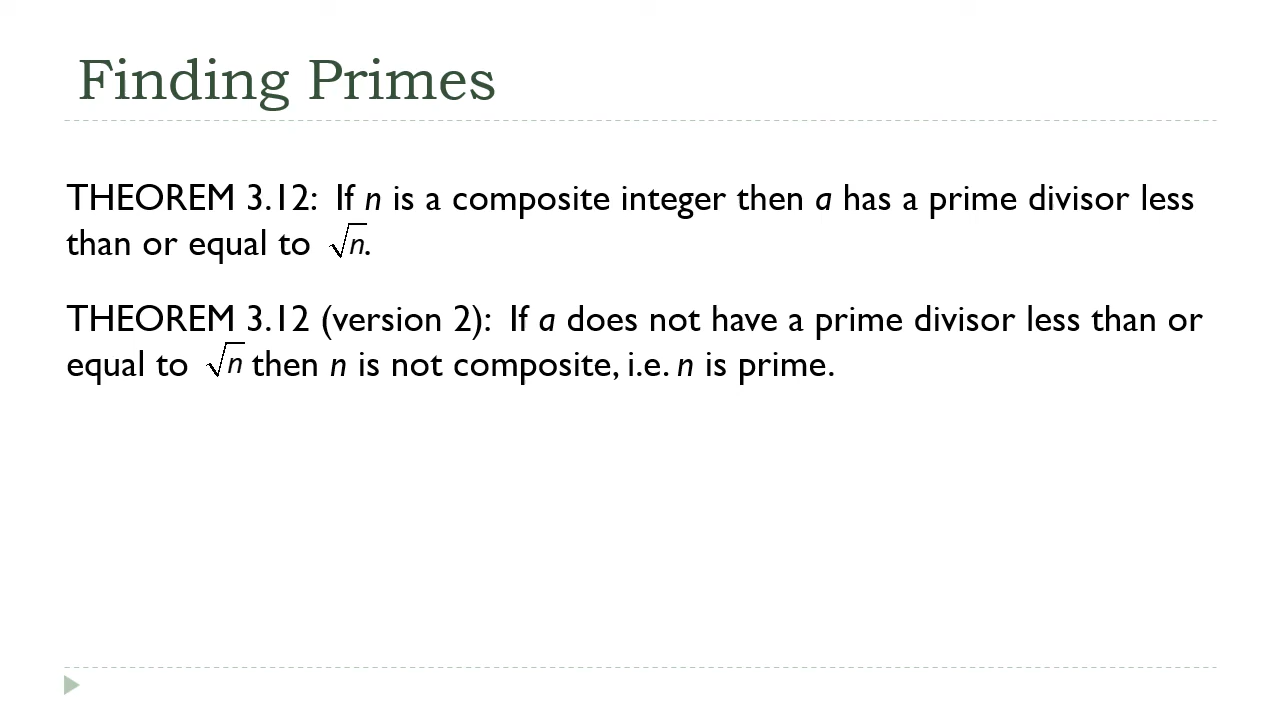 Finding Primes
THEOREM 3.12: If n is a composite integer then a has a prime divisor less
than or equal to √n.
THEOREM 3.12 (version 2): If a does not have a prime divisor less than or
equal to √n then n is not composite, i.e. n is prime.